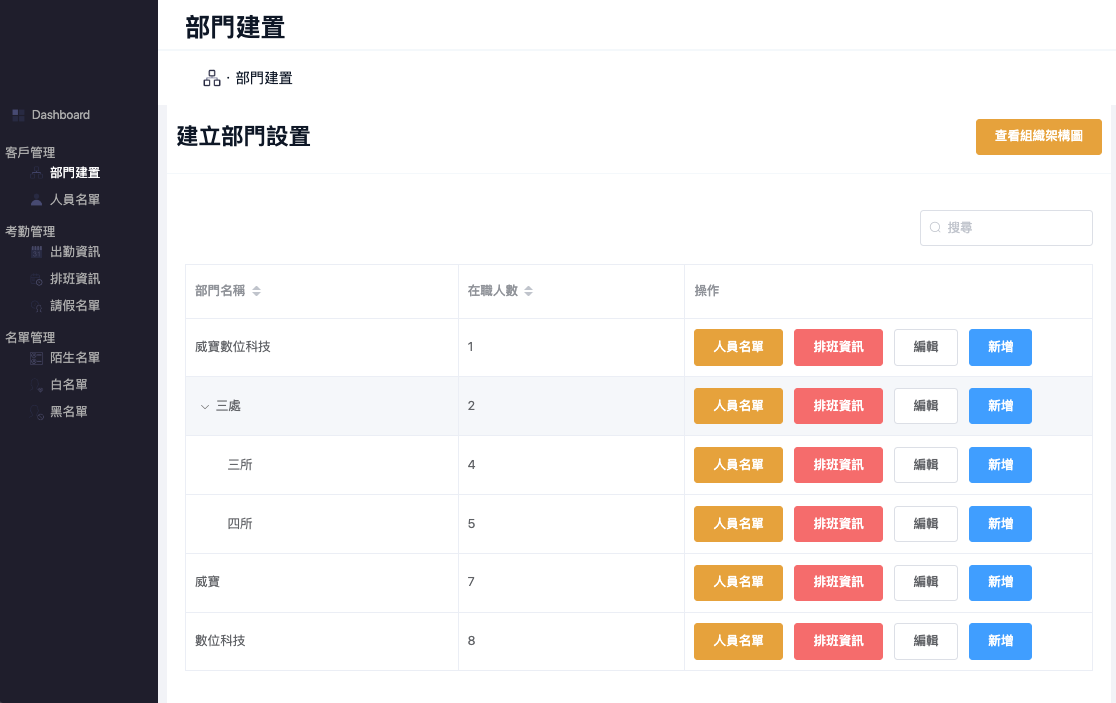 部門建置
· 部門建置
Dashboard
客戶管理
部門建置
人員名單
考勤管理
出勤資訊
排班資訊
請假名單
名單管理
陌生名單
白名單
黑名單
建立部門設置
查看組織架構圖
搜尋
部門名稱 在職人數 操作
威寶數位科技 1 人員名單 排班資訊 編輯 新增
三處 2 人員名單 排班資訊 編輯 新增
三所 4 人員名單 排班資訊 編輯 新增
四所 5 人員名單 排班資訊 編輯 新增
威寶 7 人員名單 排班資訊 編輯 新增
數位科技 8 人員名單 排班資訊 編輯 新增